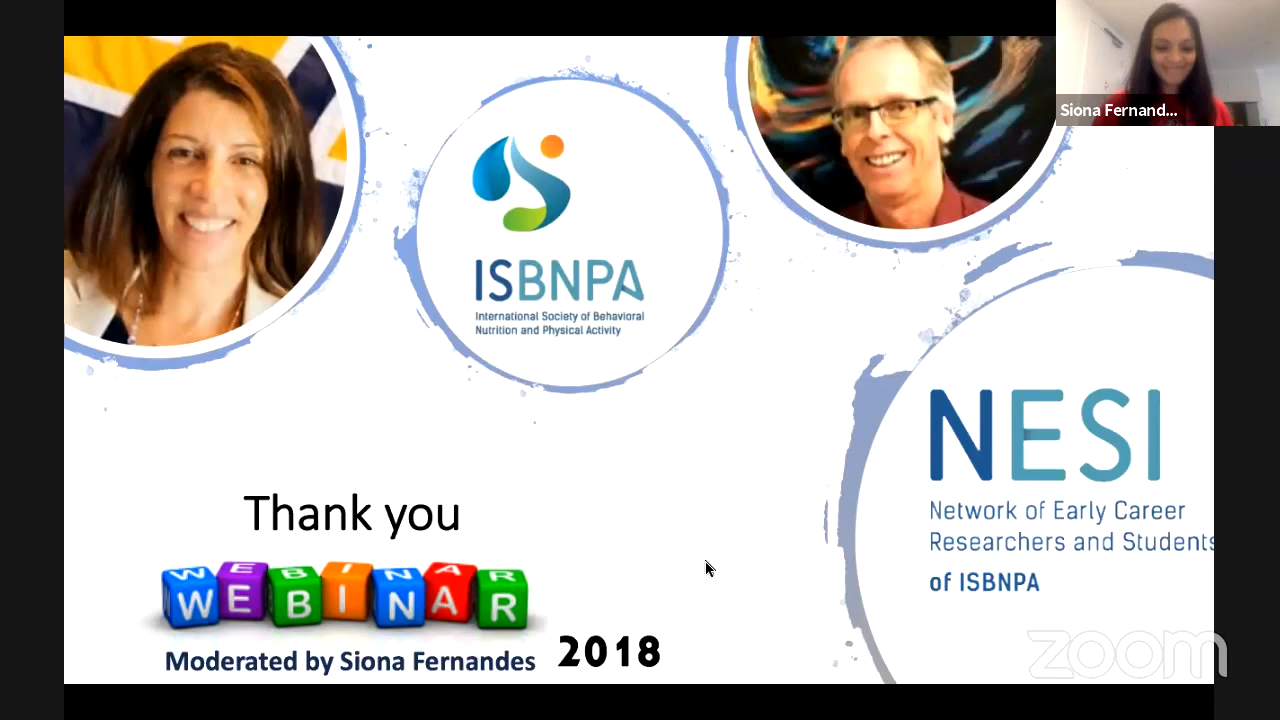 Siona Fernand...
ISBNPA
International Society of Behavioral
Nutrition and Physical Activity
NESI
Network of Early Career
Researchers and Students
of ISBNPA
Thank you
WEBINAR
WEBINAR
Moderated by Siona Fernandes
2018
zoom